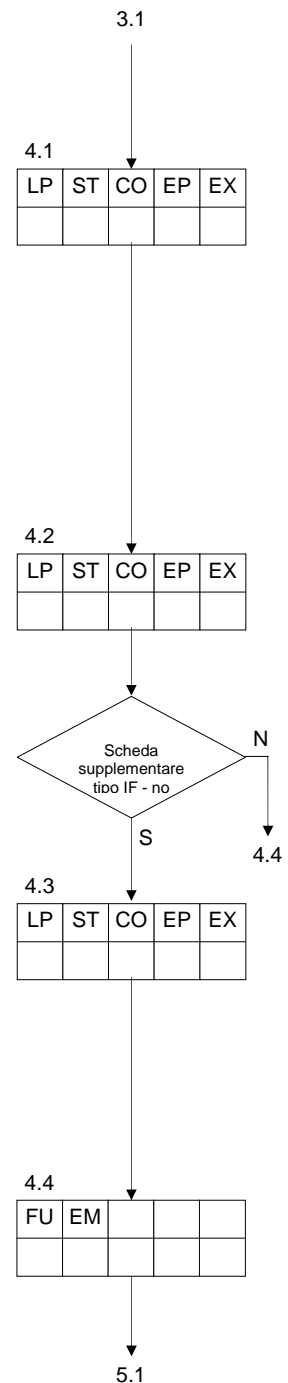 3.1
4.1
LP ST CO EP EX
4.2
LP ST CO EP EX
Scheda
supplementare
tipo IF - no
N
S
4.4
4.3
LP ST CO EP EX
4.4
FU EM
5.1